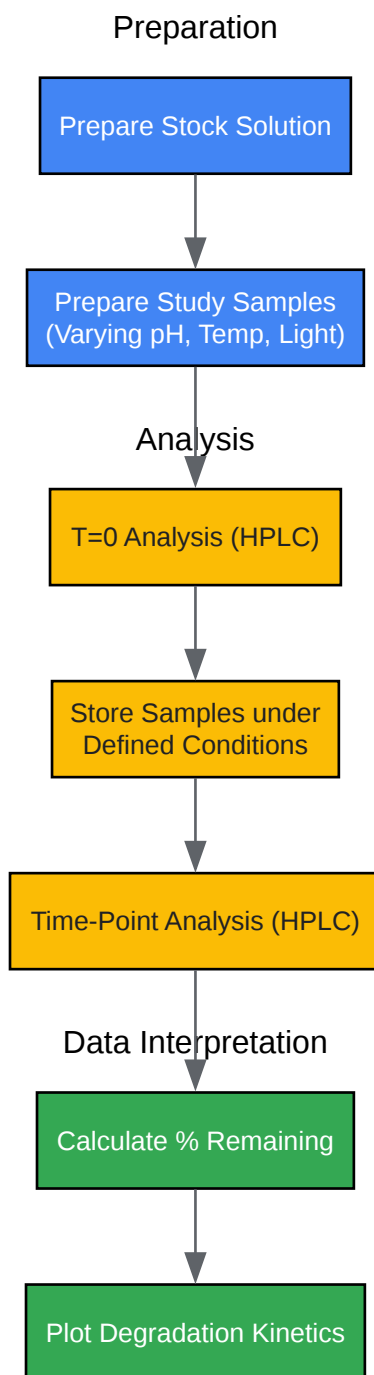 Preparation
Prepare Stock Solution
Prepare Study Samples
(Varying pH, Temp, Light)
Analysis
T=0 Analysis (HPLC)
Store Samples under
Defined Conditions
Time-Point Analysis (HPLC)
Data Interpretation
Calculate % Remaining
Plot Degradation Kinetics